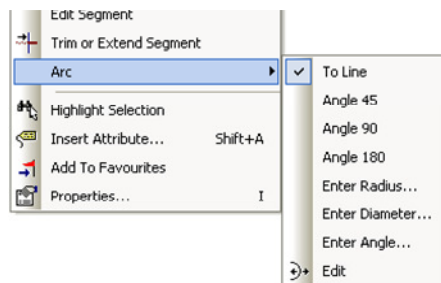 Edit Segment
Trim or Extend Segment
Arc
Highlight Selection
Insert Attribute... Shift+A
Add To Favourites
Properties... I
To Line
Angle 45
Angle 90
Angle 180
Enter Radius...
Enter Diameter...
Enter Angle...
Edit